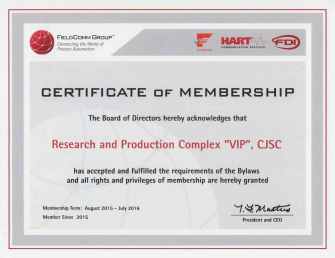 FIELDCOMM GROUP™
Connecting the World of
Process Automation
HART
COMMUNICATION PROTOCOL
FDI
CERTIFICATE OF MEMBERSHIP
The Board of Directors hereby acknowledges that
Research and Production Complex "VIP", CJSC
has accepted and fulfilled the requirements of the Bylaws
and all rights and privileges of membership are hereby granted
Membership Term: August 2015 - July 2016
Member Since 2015
President and CEO